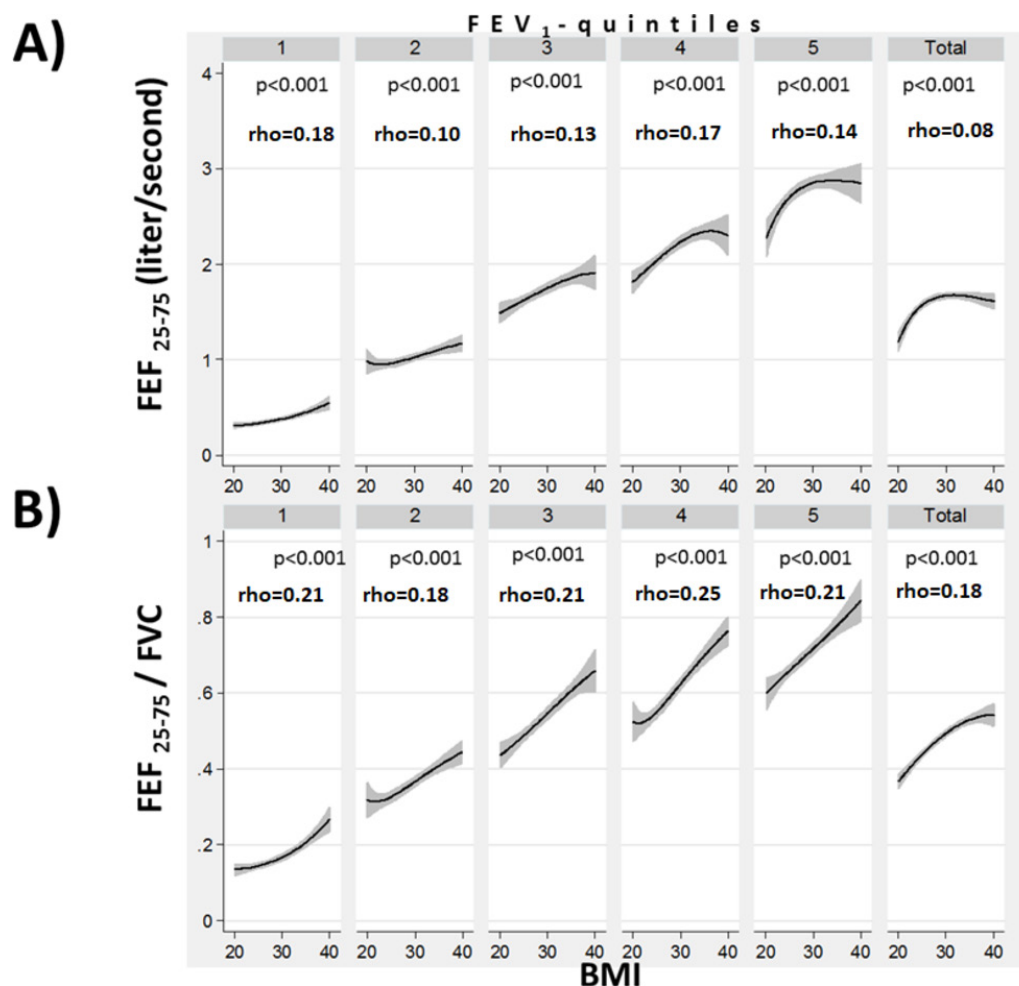 A)
FEV1-quintiles
1 2 3 4 5 Total
FEF 25-75 (liter/second)
4
3
2
1
0
p<0.001 p<0.001 p<0.001 p<0.001 p<0.001 p<0.001
rho=0.18 rho=0.10 rho=0.13 rho=0.17 rho=0.14 rho=0.08
20 30 40 20 30 40 20 30 40 20 30 40 20 30 40 20 30 40
B)
1 2 3 4 5 Total
FEF 25-75 / FVC
1
.8
.6
.4
.2
0
p<0.001 p<0.001 p<0.001 p<0.001 p<0.001 p<0.001
rho=0.21 rho=0.18 rho=0.21 rho=0.25 rho=0.21 rho=0.18
20 30 40 20 30 40 20 30 40 20 30 40 20 30 40 20 30 40
BMI